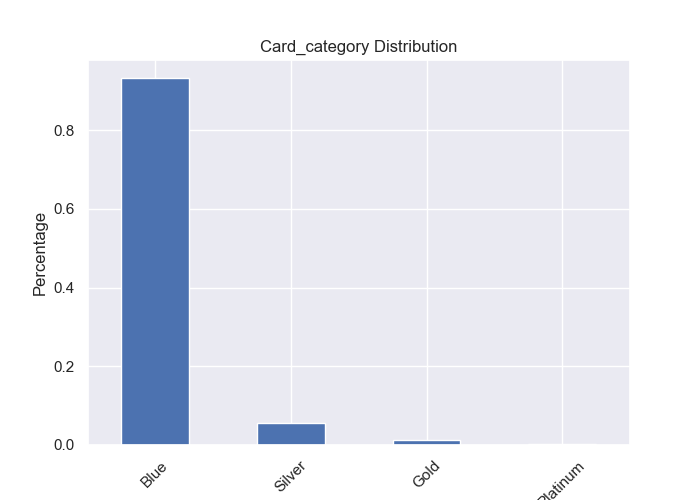 Card_category Distribution
Percentage
0.8
0.6
0.4
0.2
0.0
Blue
Silver
Gold
Platinum